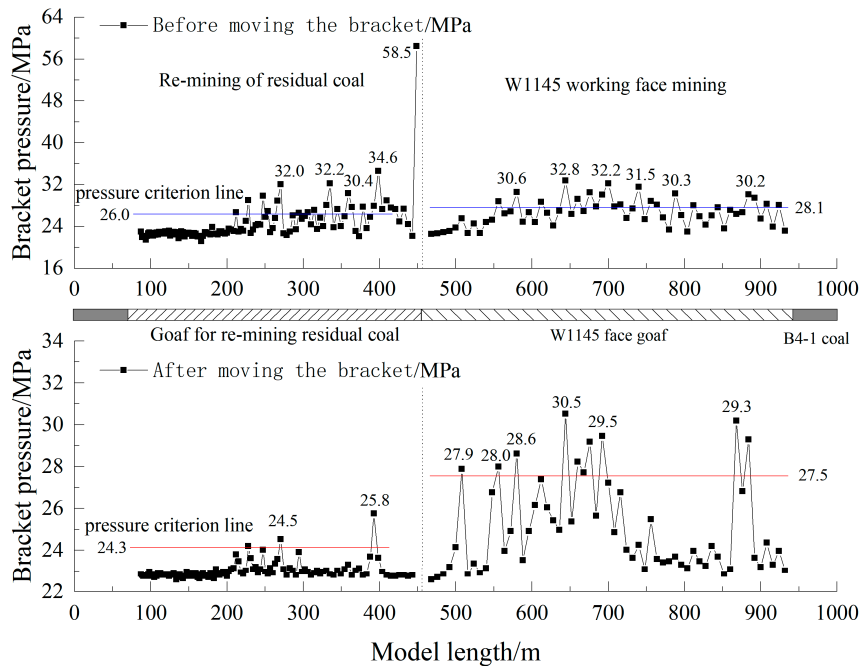 Before moving the bracket/MPa
64
56
48
40
32
24
16
Bracket pressure/MPa
58.5
Re-mining of residual coal
W1145 working face mining
32.0
32.2
30.4
34.6
30.6
32.8
32.2
31.5
30.3
30.2
pressure criterion line
26.0
28.1
0 100 200 300 400 500 600 700 800 900 1000
Goaf for re-mining residual coal
W1145 face goaf
B4-1 coal
34
32
30
28
26
24
22
Bracket pressure/MPa
After moving the bracket/MPa
30.5
29.5
29.3
28.6
27.9
28.0
27.5
25.8
24.5
pressure criterion line
24.3
0 100 200 300 400 500 600 700 800 900 1000
Model length/m